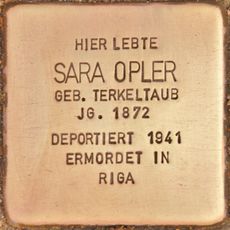 HIER LEBTE
SARA OPLER
GEB. TERKELTAUB
JG. 1872
DEPORTIERT 1941
ERMORDET IN
RIGA